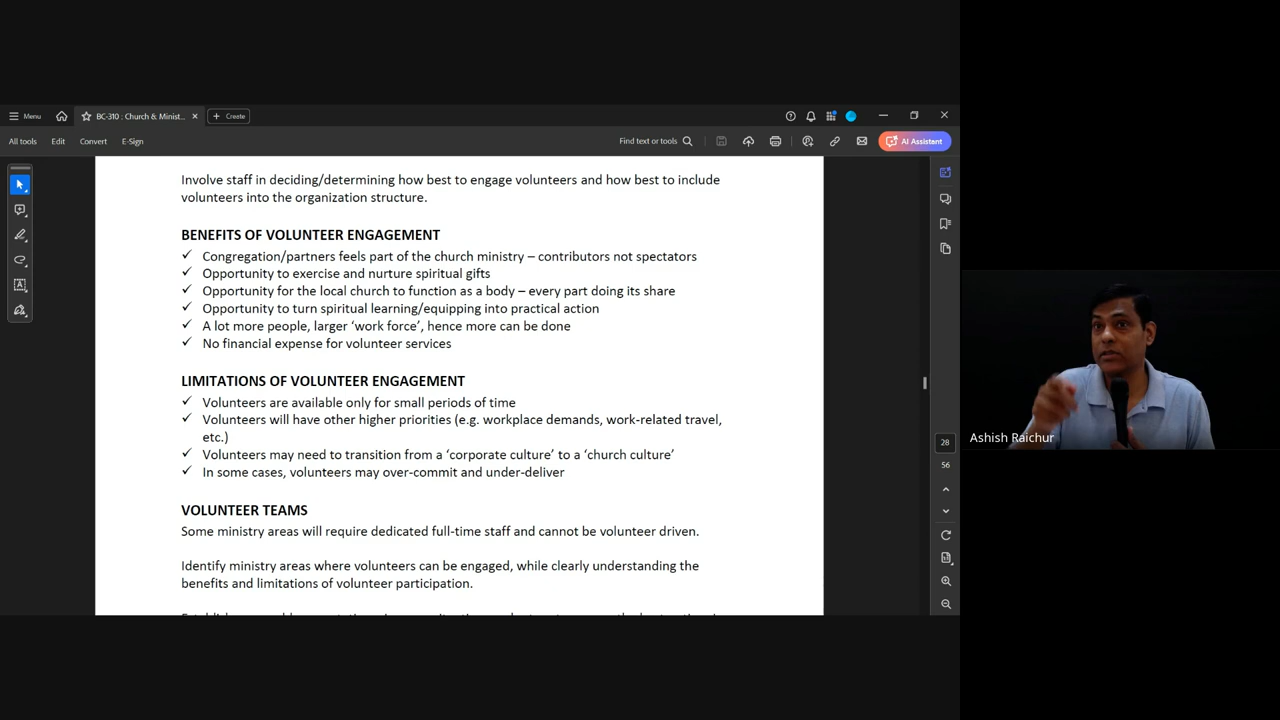 Menu
BC-310 : Church & Minist...
Create
All tools
Edit
Convert
E-Sign
Find text or tools
AI Assistant
Involve staff in deciding/determining how best to engage volunteers and how best to include
volunteers into the organization structure.
BENEFITS OF VOLUNTEER ENGAGEMENT
✓ Congregation/partners feels part of the church ministry – contributors not spectators
✓ Opportunity to exercise and nurture spiritual gifts
✓ Opportunity for the local church to function as a body – every part doing its share
✓ Opportunity to turn spiritual learning/equipping into practical action
✓ A lot more people, larger ‘work force’, hence more can be done
✓ No financial expense for volunteer services
LIMITATIONS OF VOLUNTEER ENGAGEMENT
✓ Volunteers are available only for small periods of time
✓ Volunteers will have other higher priorities (e.g. workplace demands, work-related travel,
etc.)
✓ Volunteers may need to transition from a ‘corporate culture’ to a ‘church culture’
✓ In some cases, volunteers may over-commit and under-deliver
VOLUNTEER TEAMS
Some ministry areas will require dedicated full-time staff and cannot be volunteer driven.
Identify ministry areas where volunteers can be engaged, while clearly understanding the
benefits and limitations of volunteer participation.
28
56
Ashish Raichur